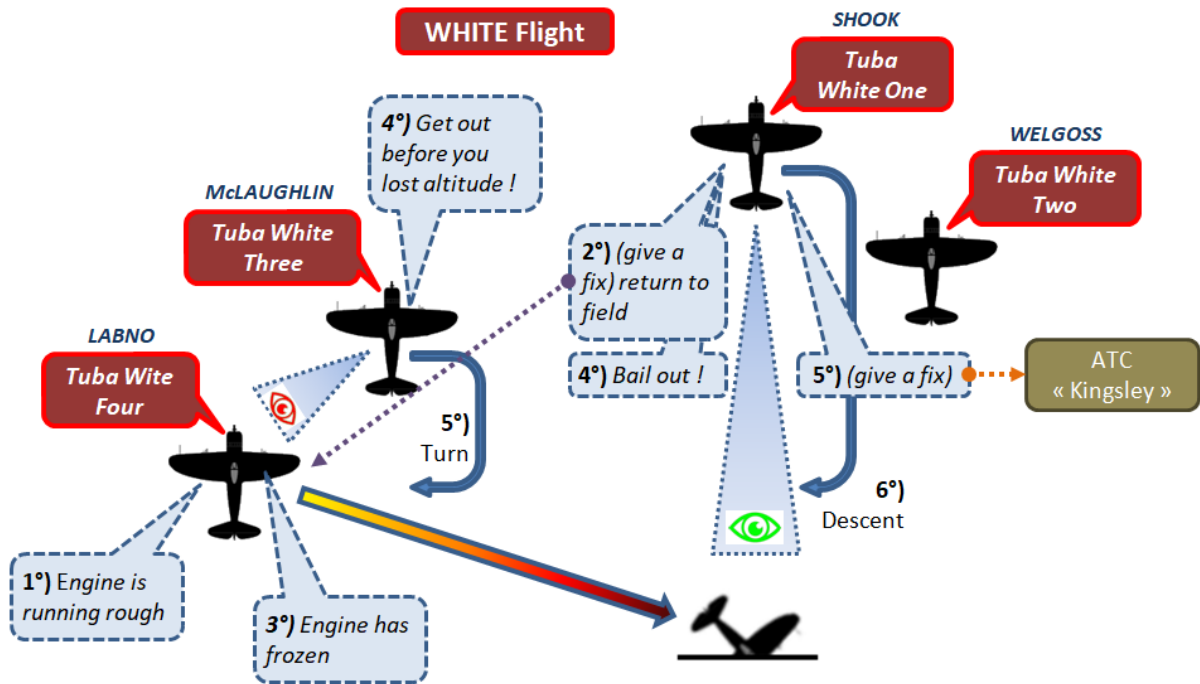 WHITE Flight
SHOOK
Tuba
White One
WELGOSS
Tuba White
Two
4°) Get out
before you
lost altitude !
McLAUGHLIN
Tuba White
Three
2°) (give a
fix) return to
field
LABNO
Tuba Wite
Four
4°) Bail out !
5°) (give a fix)
ATC
« Kingsley »
5°)
Turn
6°)
Descent
1°) Engine is
running rough
3°) Engine has
frozen